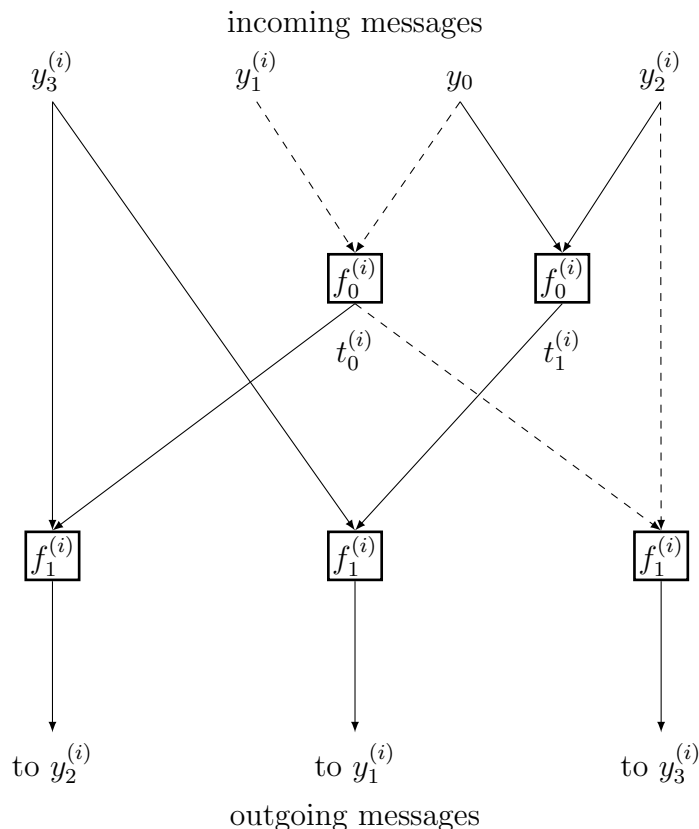 incoming messages
y_3^{(i)} y_1^{(i)} y_0 y_2^{(i)}
f_0^{(i)} f_0^{(i)}
t_0^{(i)} t_1^{(i)}
f_1^{(i)} f_1^{(i)} f_1^{(i)}
to y_2^{(i)} to y_1^{(i)} to y_3^{(i)}
outgoing messages